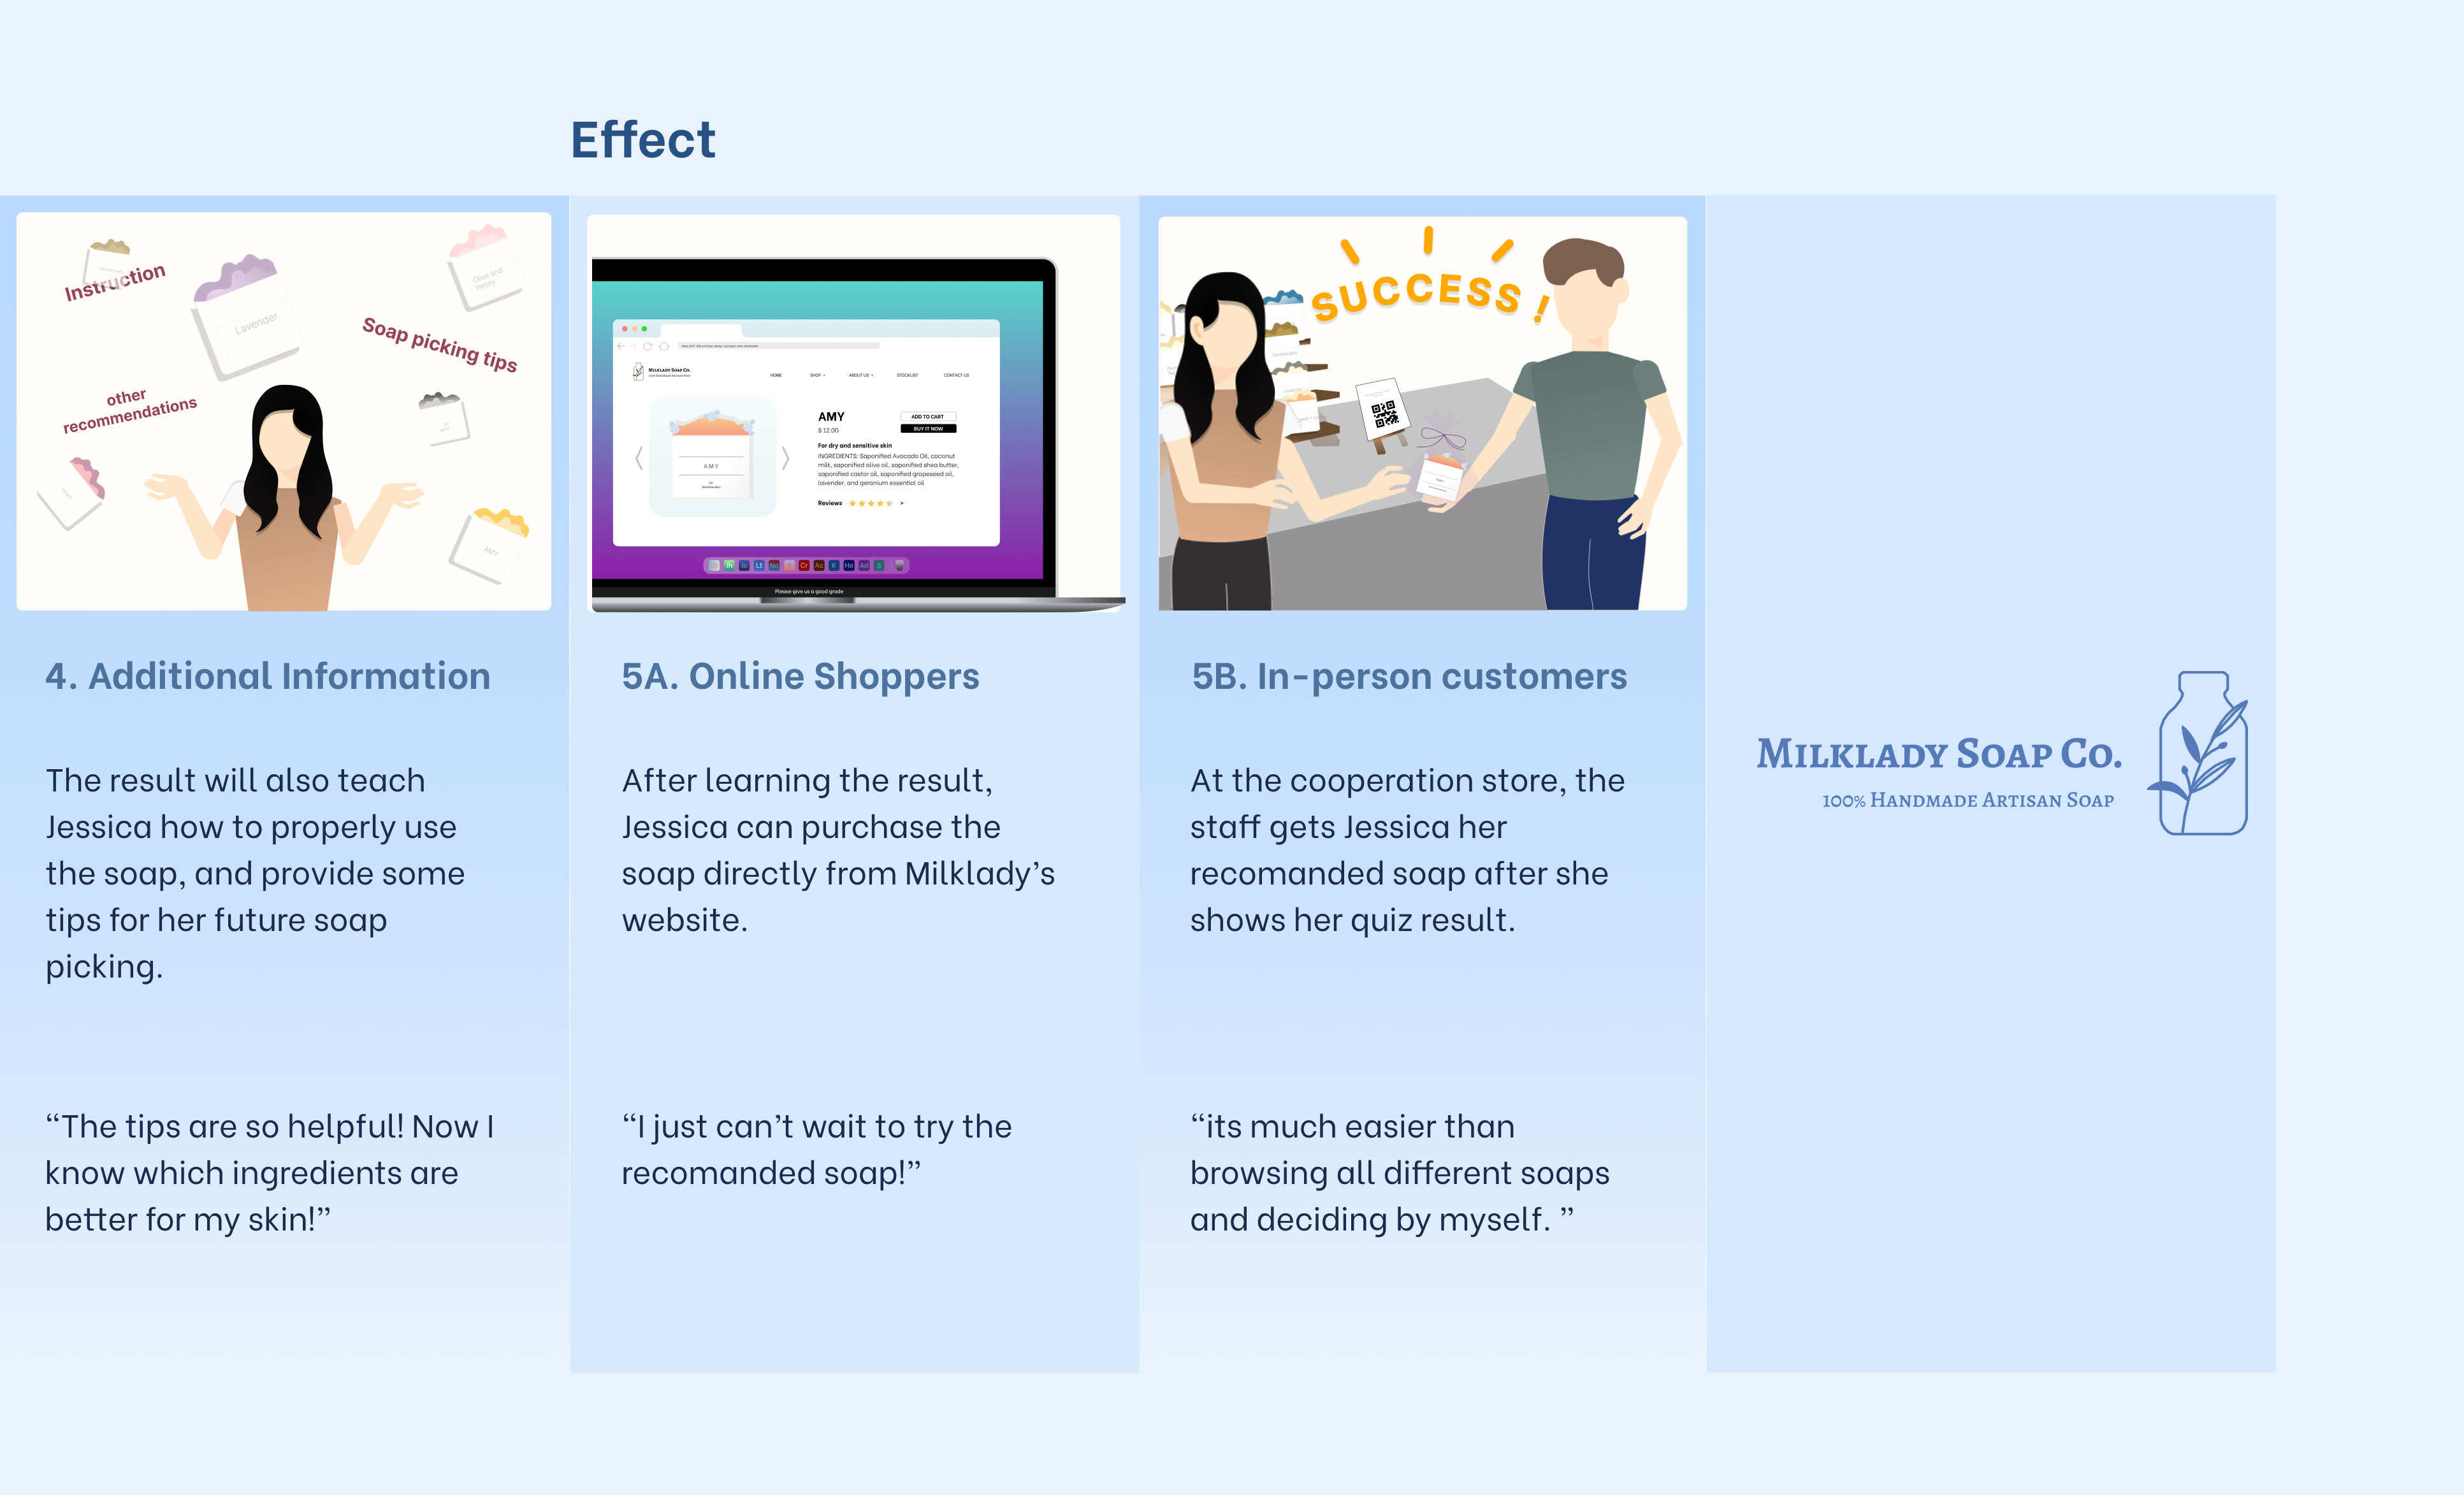 Effect
Instruction
Lavender
Olive and
Peony
Soap picking tips
other
recommendations
AMY
MILKLADY SOAP CO.
HOME
SHOP
ABOUT US
STOCKLIST
CONTACT US
AMY
$ 12.00
ADD TO CART
BUY IT NOW
For dry and sensitive skin
INGREDIENTS: Saponified Avocado Oil, coconut
milk, saponified olive oil, saponified shea butter,
saponified castor oil, saponified grapeseed oil,
lavender, and geranium essential oil
Reviews
AMY
Please give us a good grade
SUCCESS!
AMY
4. Additional Information
The result will also teach
Jessica how to properly use
the soap, and provide some
tips for her future soap
picking.
“The tips are so helpful! Now I
know which ingredients are
better for my skin!”
5A. Online Shoppers
After learning the result,
Jessica can purchase the
soap directly from Milklady’s
website.
“I just can’t wait to try the
recomanded soap!”
5B. In-person customers
At the cooperation store, the
staff gets Jessica her
recomanded soap after she
shows her quiz result.
“its much easier than
browsing all different soaps
and deciding by myself. ”
MILKLADY SOAP CO.
100% HANDMADE ARTISAN SOAP